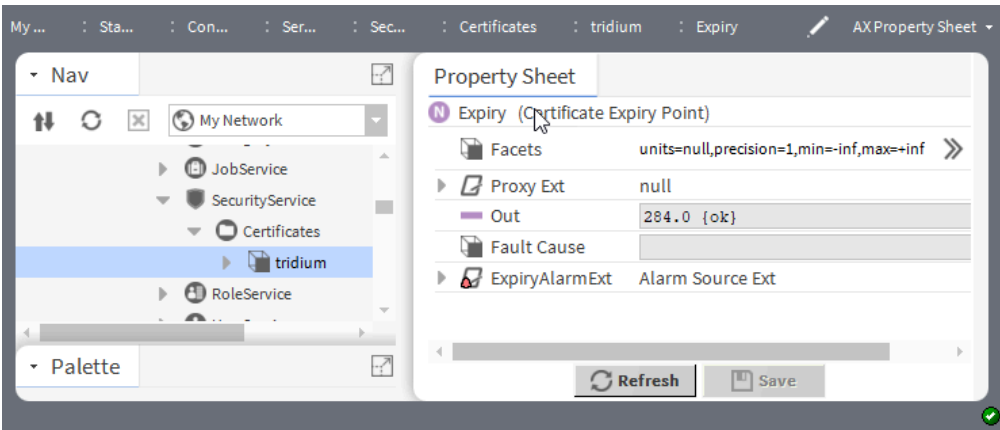 My ... : Sta... : Con... : Ser... : Sec... : Certificates : tridium : Expiry AX Property Sheet
Nav
My Network
JobService
SecurityService
Certificates
tridium
RoleService
Palette
Property Sheet
N Expiry (Certificate Expiry Point)
Facets units=null,precision=1,min=-inf,max=+inf
Proxy Ext null
Out 284.0 {ok}
Fault Cause
ExpiryAlarmExt Alarm Source Ext
Refresh Save